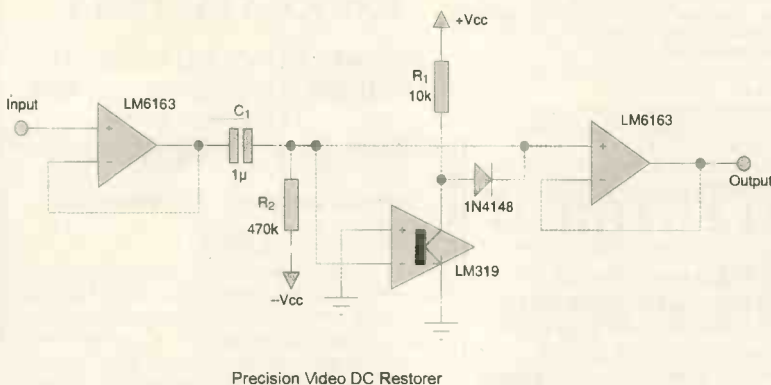 +Vcc
R1
10k
Input
LM6163
C1
1µ
LM6163
+
-
+
-
Output
R2
470k
1N4148
+
-
LM319
--Vcc
Precision Video DC Restorer